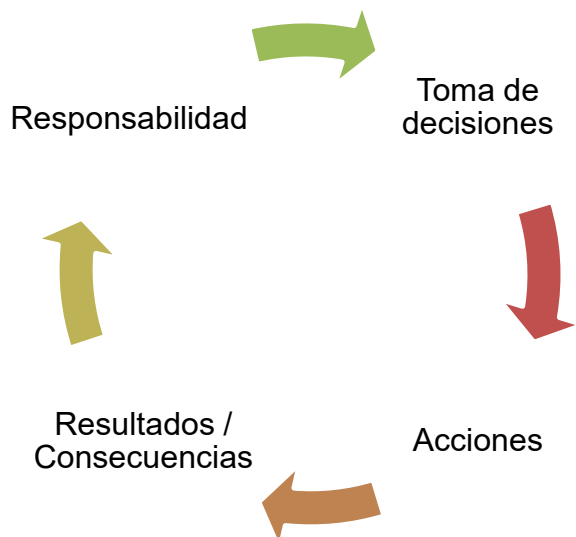 Responsabilidad
Toma de
decisiones
Resultados /
Consecuencias
Acciones